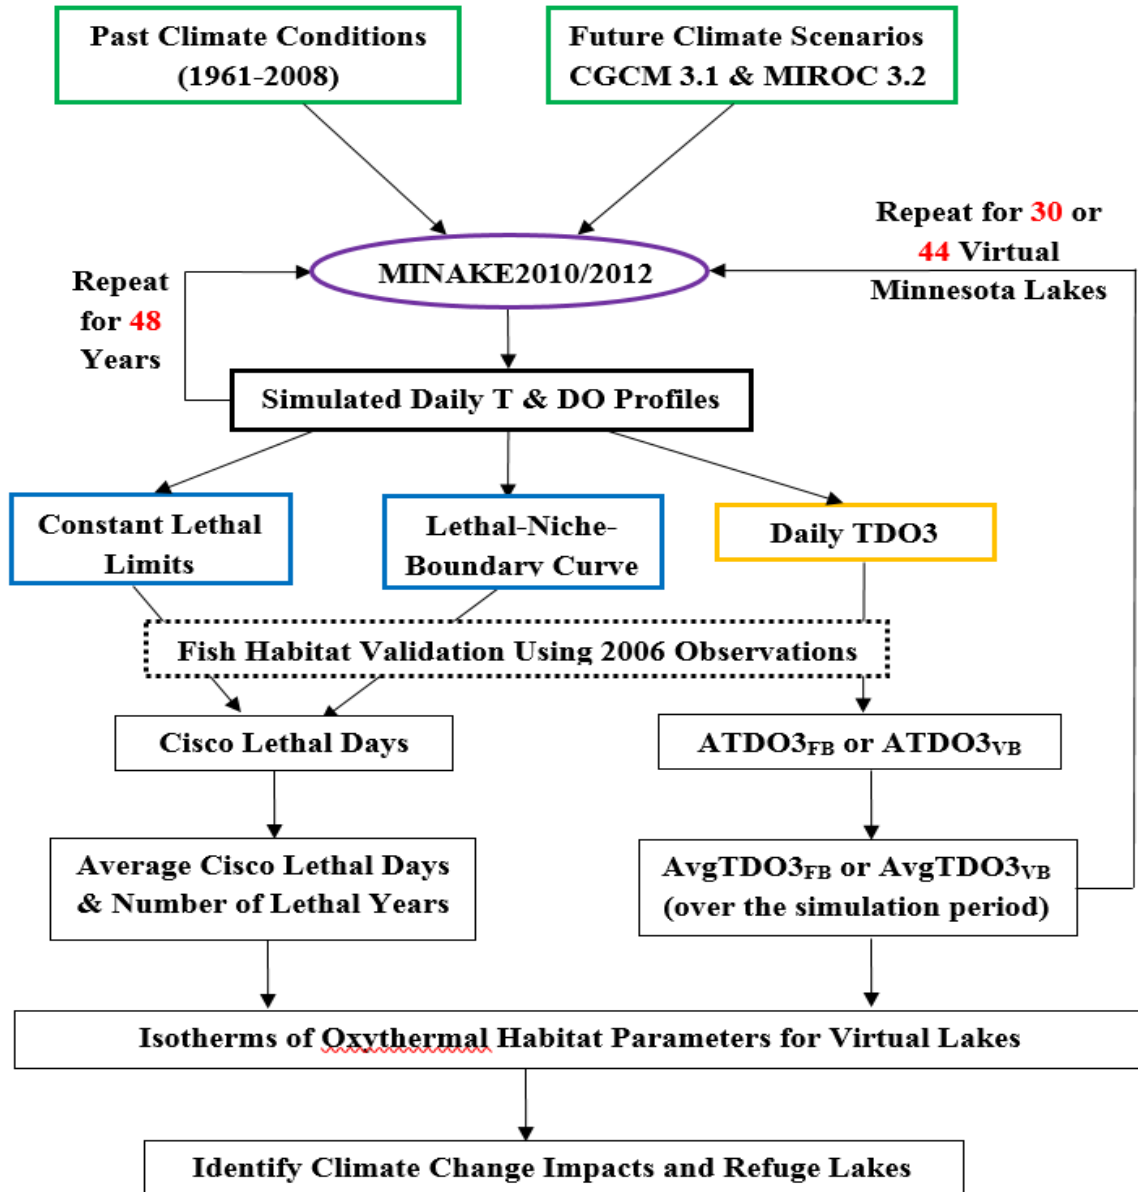 Past Climate Conditions
(1961-2008)
Future Climate Scenarios
CGCM 3.1 & MIROC 3.2
Repeat for 30 or
44 Virtual
Minnesota Lakes
MINAKE2010/2012
Repeat
for 48
Years
Simulated Daily T & DO Profiles
Constant Lethal
Limits
Lethal-Niche-
Boundary Curve
Daily TDO3
Fish Habitat Validation Using 2006 Observations
Cisco Lethal Days
ATDO3FB or ATDO3VB
Average Cisco Lethal Days
& Number of Lethal Years
AvgTDO3FB or AvgTDO3VB
(over the simulation period)
Isotherms of Oxythermal Habitat Parameters for Virtual Lakes
Identify Climate Change Impacts and Refuge Lakes